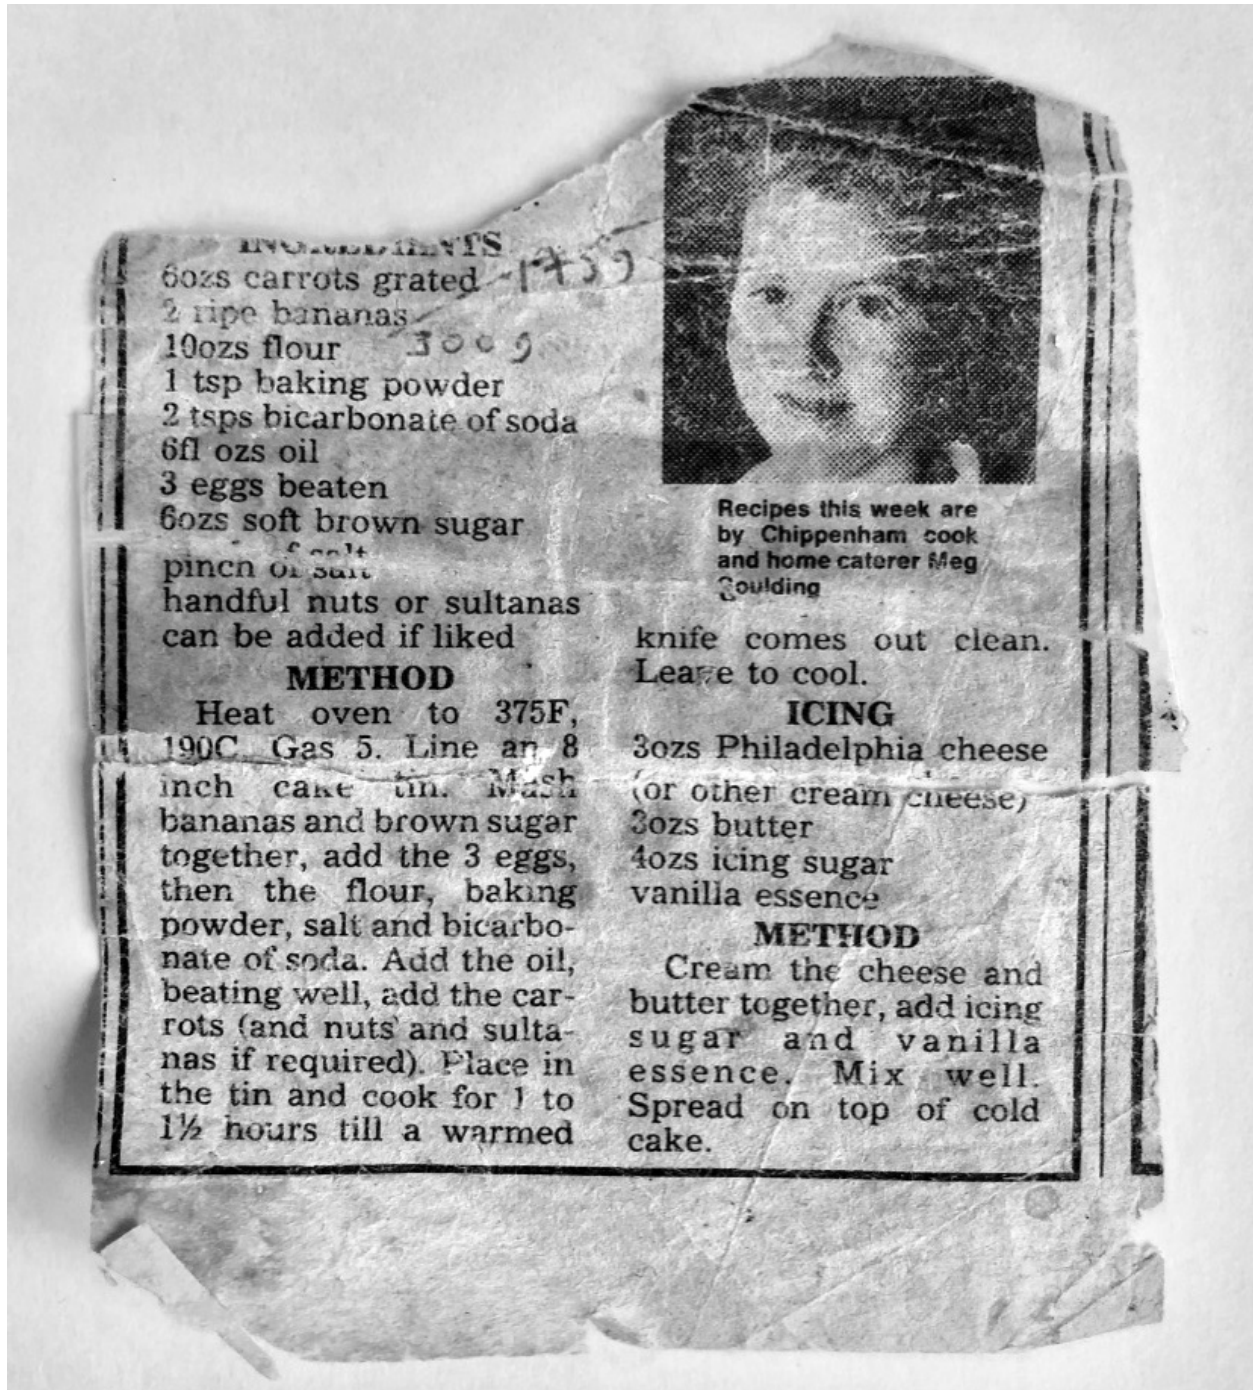 INGREDIENTS
6ozs carrots grated 175g
2 ripe bananas
10ozs flour 300g
1 tsp baking powder
2 tsps bicarbonate of soda
6fl ozs oil
3 eggs beaten
6ozs soft brown sugar
pinch of salt
handful nuts or sultanas
can be added if liked
METHOD
Heat oven to 375F,
190C Gas 5. Line an 8
inch cake tin. Mash
bananas and brown sugar
together, add the 3 eggs,
then the flour, baking
powder, salt and bicarbo-
nate of soda. Add the oil,
beating well, add the car-
rots (and nuts and sulta-
nas if required). Place in
the tin and cook for 1 to
1½ hours till a warmed
Recipes this week are
by Chippenham cook
and home caterer Meg
Goulding
knife comes out clean.
Leave to cool.
ICING
3ozs Philadelphia cheese
(or other cream cheese)
3ozs butter
4ozs icing sugar
vanilla essence
METHOD
Cream the cheese and
butter together, add icing
sugar and vanilla
essence. Mix well.
Spread on top of cold
cake.